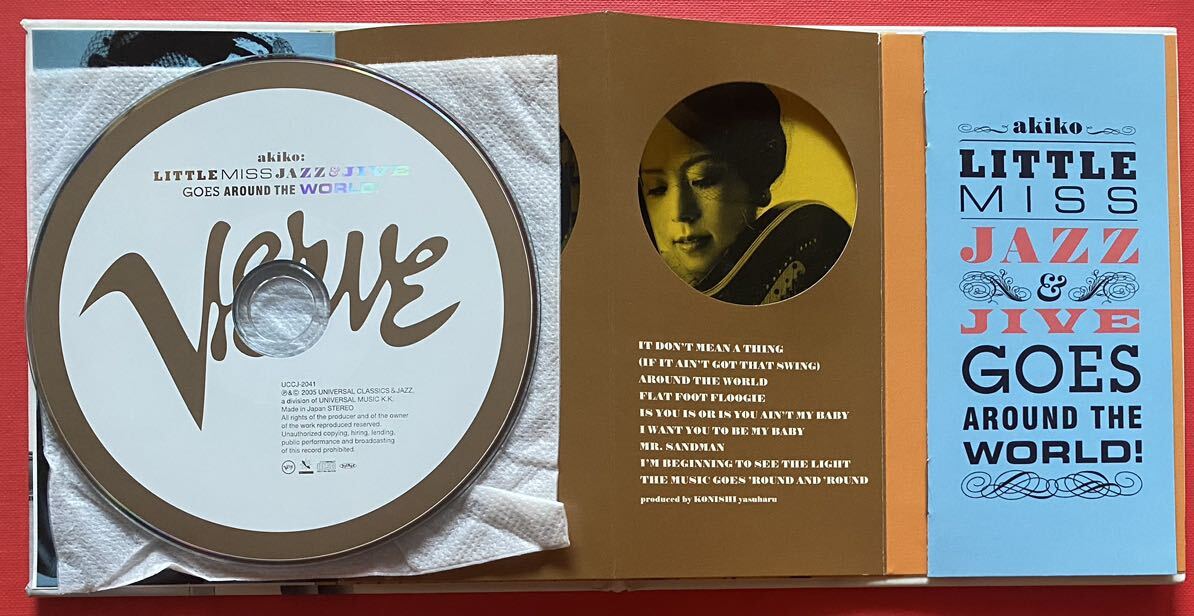 akiko:
LITTLE MISS JAZZ & JIVE
GOES AROUND THE WORLD!
Verve
UCCJ-2041
℗&© 2005 UNIVERSAL CLASSICS & JAZZ,
a division of UNIVERSAL MUSIC K.K.
Made in Japan STEREO
All rights of the producer and of the owner
of the work reproduced reserved.
Unauthorized copying, hiring, lending,
public performance and broadcasting
of this record prohibited.
IT DON'T MEAN A THING
(IF IT AIN'T GOT THAT SWING)
AROUND THE WORLD
FLAT FOOT FLOOGIE
IS YOU IS OR IS YOU AIN'T MY BABY
I WANT YOU TO BE MY BABY
MR. SANDMAN
I'M BEGINNING TO SEE THE LIGHT
THE MUSIC GOES 'ROUND AND 'ROUND
produced by KONISHI yasuharu
akiko
LITTLE
MISS
JAZZ
&
JIVE
GOES
AROUND THE
WORLD!